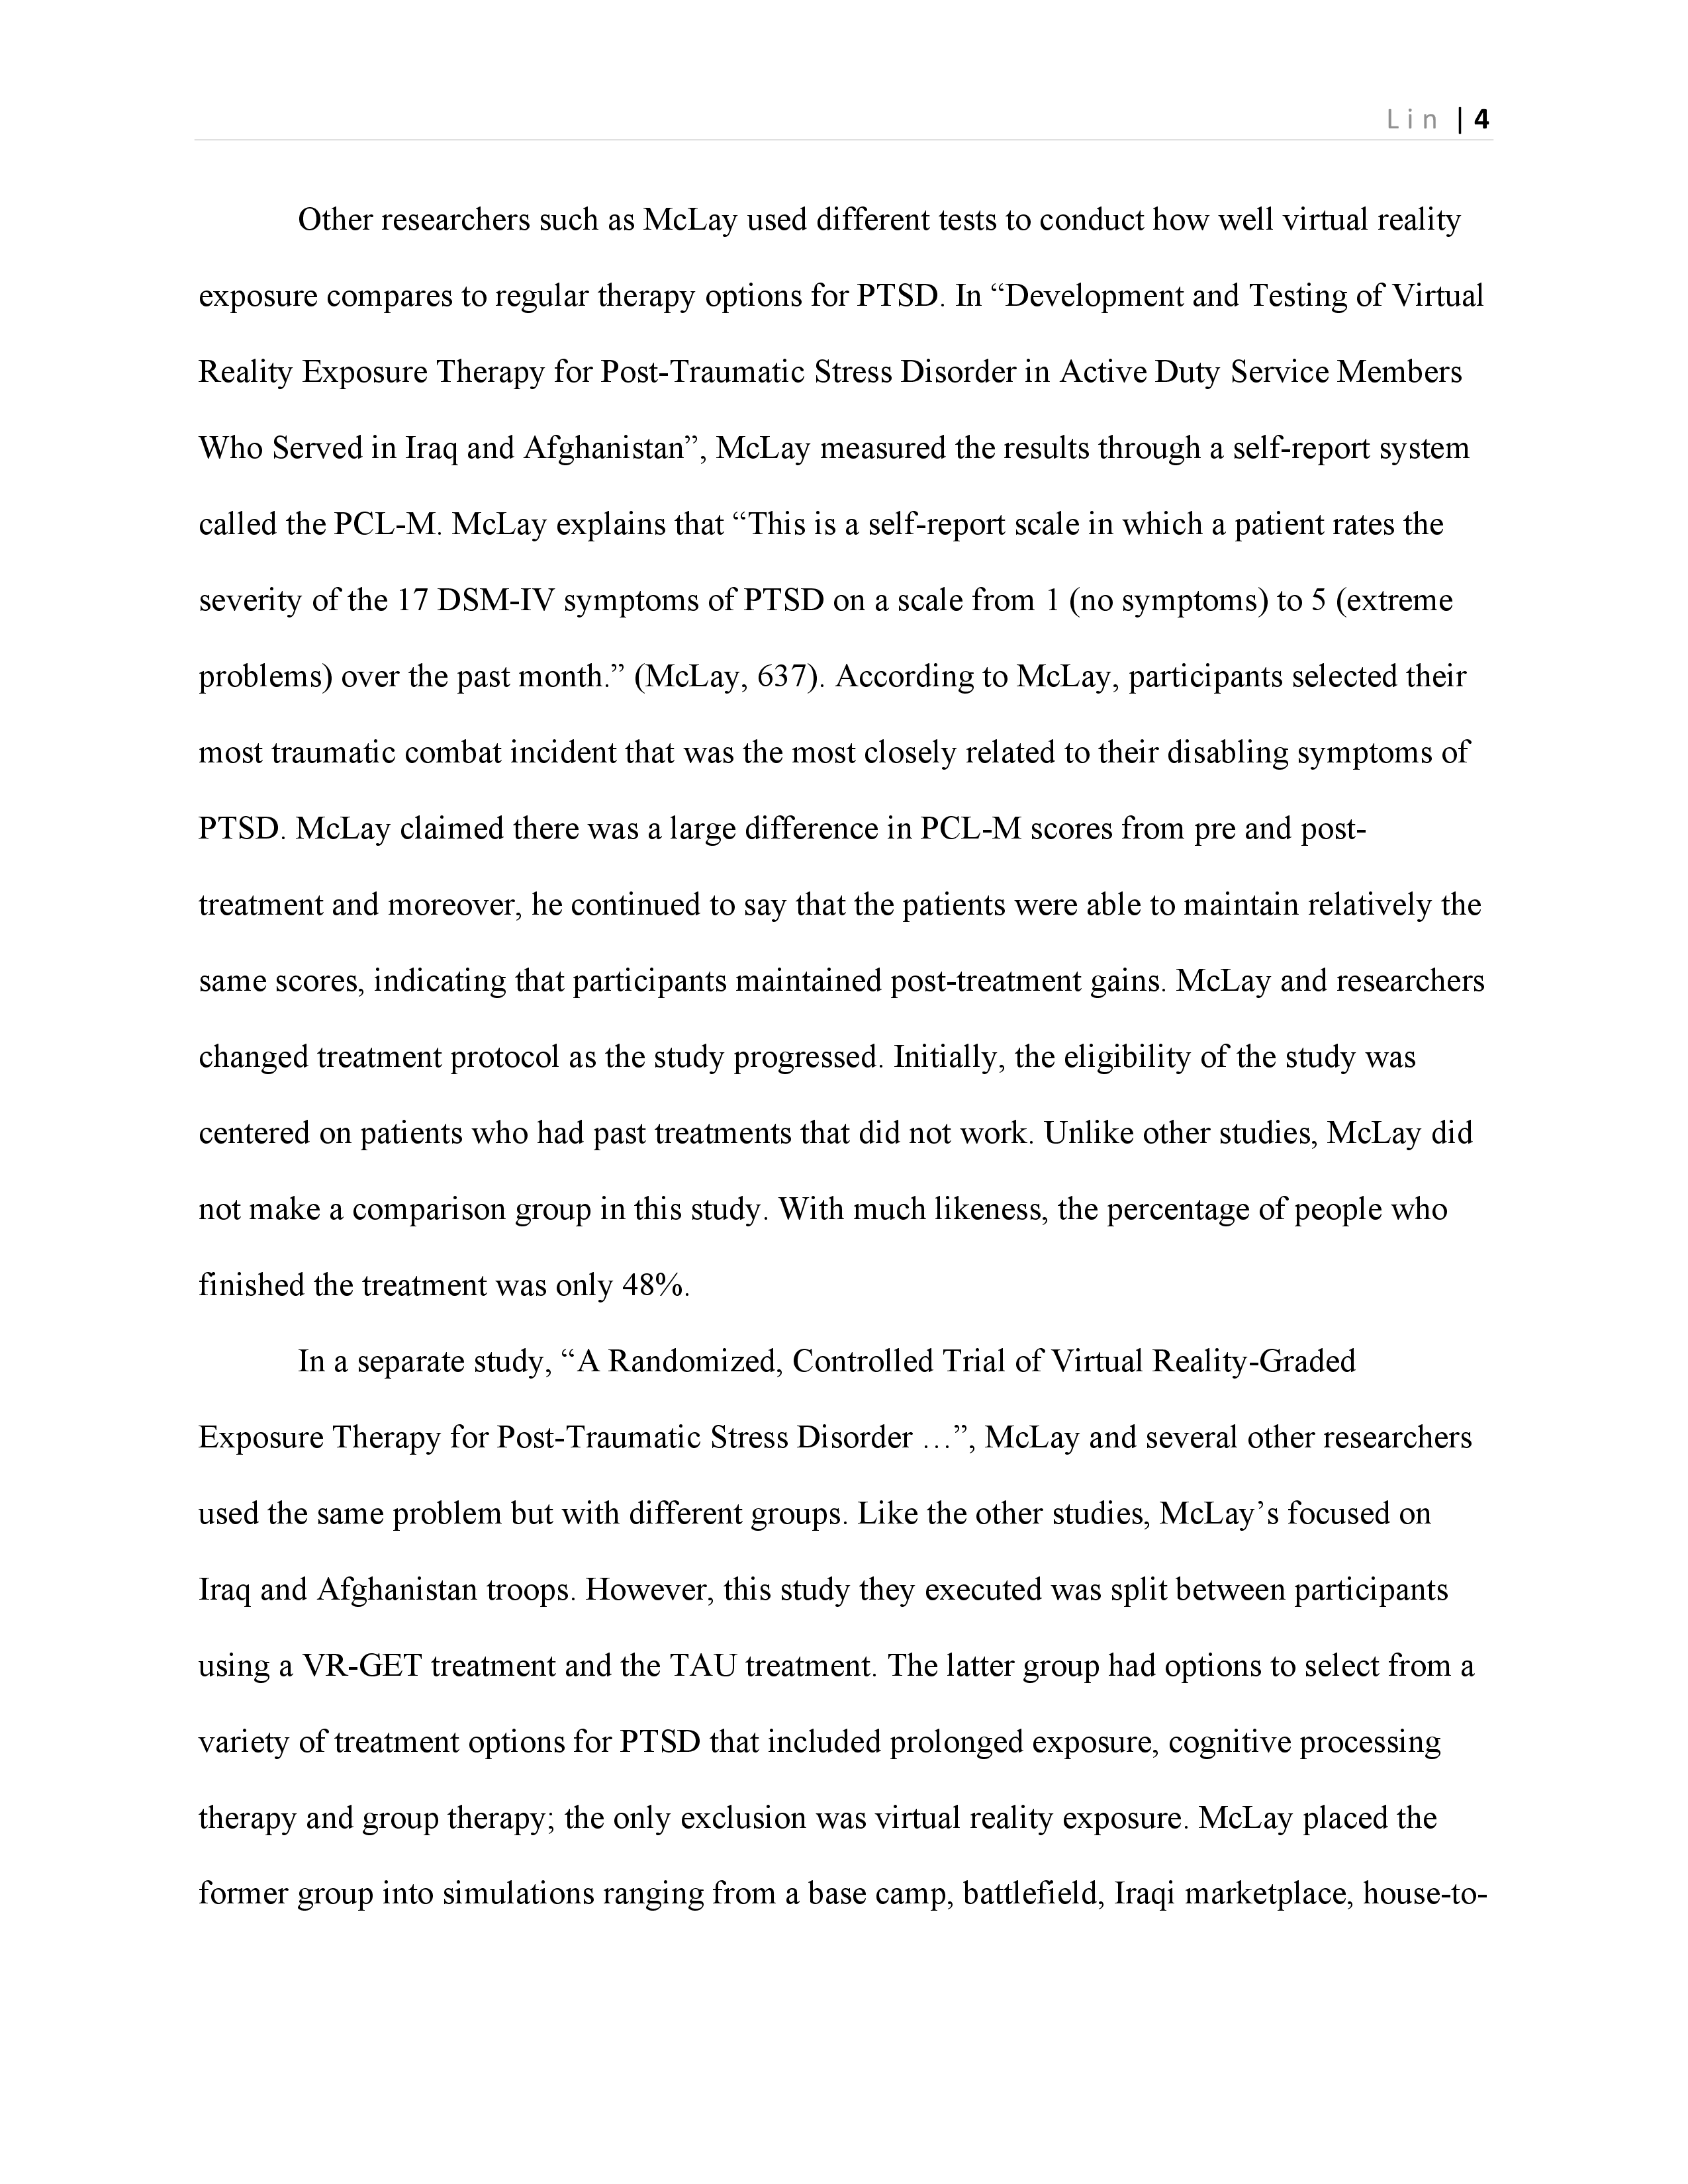 Lin | 4
Other researchers such as McLay used different tests to conduct how well virtual reality
exposure compares to regular therapy options for PTSD. In “Development and Testing of Virtual
Reality Exposure Therapy for Post-Traumatic Stress Disorder in Active Duty Service Members
Who Served in Iraq and Afghanistan”, McLay measured the results through a self-report system
called the PCL-M. McLay explains that “This is a self-report scale in which a patient rates the
severity of the 17 DSM-IV symptoms of PTSD on a scale from 1 (no symptoms) to 5 (extreme
problems) over the past month.” (McLay, 637). According to McLay, participants selected their
most traumatic combat incident that was the most closely related to their disabling symptoms of
PTSD. McLay claimed there was a large difference in PCL-M scores from pre and post-
treatment and moreover, he continued to say that the patients were able to maintain relatively the
same scores, indicating that participants maintained post-treatment gains. McLay and researchers
changed treatment protocol as the study progressed. Initially, the eligibility of the study was
centered on patients who had past treatments that did not work. Unlike other studies, McLay did
not make a comparison group in this study. With much likeness, the percentage of people who
finished the treatment was only 48%.
In a separate study, “A Randomized, Controlled Trial of Virtual Reality-Graded
Exposure Therapy for Post-Traumatic Stress Disorder …”, McLay and several other researchers
used the same problem but with different groups. Like the other studies, McLay’s focused on
Iraq and Afghanistan troops. However, this study they executed was split between participants
using a VR-GET treatment and the TAU treatment. The latter group had options to select from a
variety of treatment options for PTSD that included prolonged exposure, cognitive processing
therapy and group therapy; the only exclusion was virtual reality exposure. McLay placed the
former group into simulations ranging from a base camp, battlefield, Iraqi marketplace, house-to-